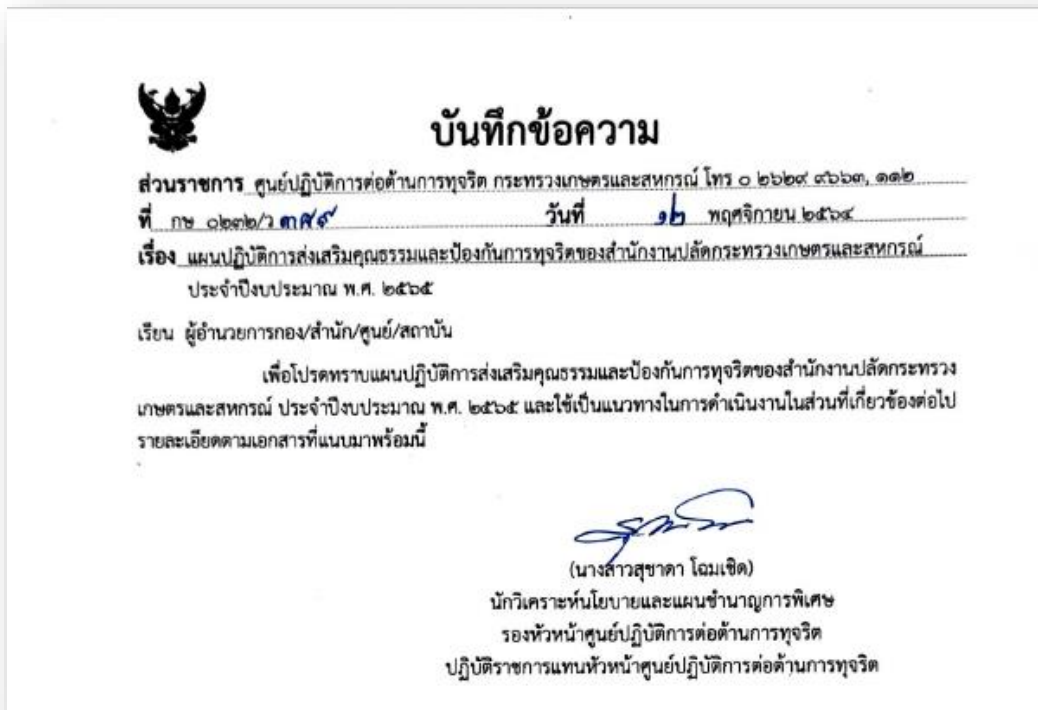 บันทึกข้อความ
ส่วนราชการ ศูนย์ปฏิบัติการต่อต้านการทุจริต กระทรวงเกษตรและสหกรณ์ โทร ๐ ๒๖๒๙ ๙๖๖๓, ๑๑๒
ที่ กษ ๐๒๓๒/ว วันที่ ๑๒ พฤศจิกายน ๒๕๖๔
เรื่อง แผนปฏิบัติการส่งเสริมคุณธรรมและป้องกันการทุจริตของสำนักงานปลัดกระทรวงเกษตรและสหกรณ์
ประจำปีงบประมาณ พ.ศ. ๒๕๖๕
เรียน ผู้อำนวยการกอง/สำนัก/ศูนย์/สถาบัน
เพื่อโปรดทราบแผนปฏิบัติการส่งเสริมคุณธรรมและป้องกันการทุจริตของสำนักงานปลัดกระทรวง
เกษตรและสหกรณ์ ประจำปีงบประมาณ พ.ศ. ๒๕๖๕ และใช้เป็นแนวทางในการดำเนินงานในส่วนที่เกี่ยวข้องต่อไป
รายละเอียดตามเอกสารที่แนบมาพร้อมนี้
(นางสาวสุชาดา โฉมเชิด)
นักวิเคราะห์นโยบายและแผนชำนาญการพิเศษ
รองหัวหน้าศูนย์ปฏิบัติการต่อต้านการทุจริต
ปฏิบัติราชการแทนหัวหน้าศูนย์ปฏิบัติการต่อต้านการทุจริต